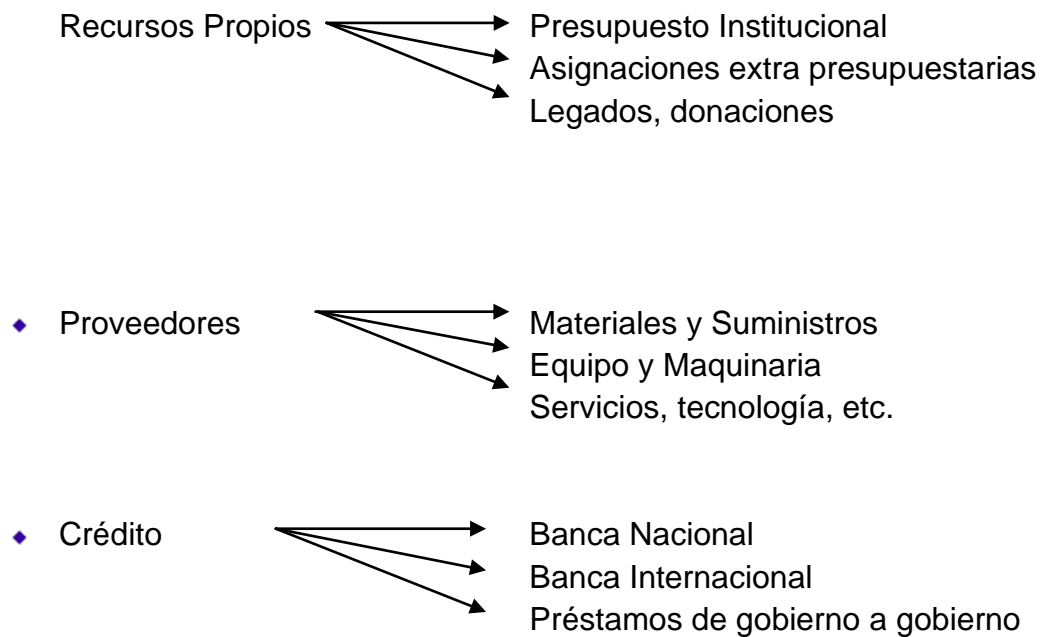 Recursos Propios Presupuesto Institucional
Asignaciones extra presupuestarias
Legados, donaciones
Proveedores Materiales y Suministros
Equipo y Maquinaria
Servicios, tecnología, etc.
Crédito Banca Nacional
Banca Internacional
Préstamos de gobierno a gobierno